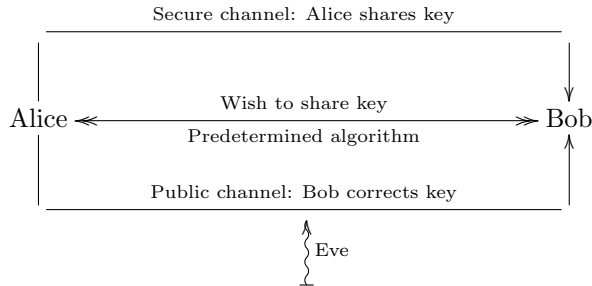 Secure channel: Alice shares key
Wish to share key
Alice
Bob
Predetermined algorithm
Public channel: Bob corrects key
Eve